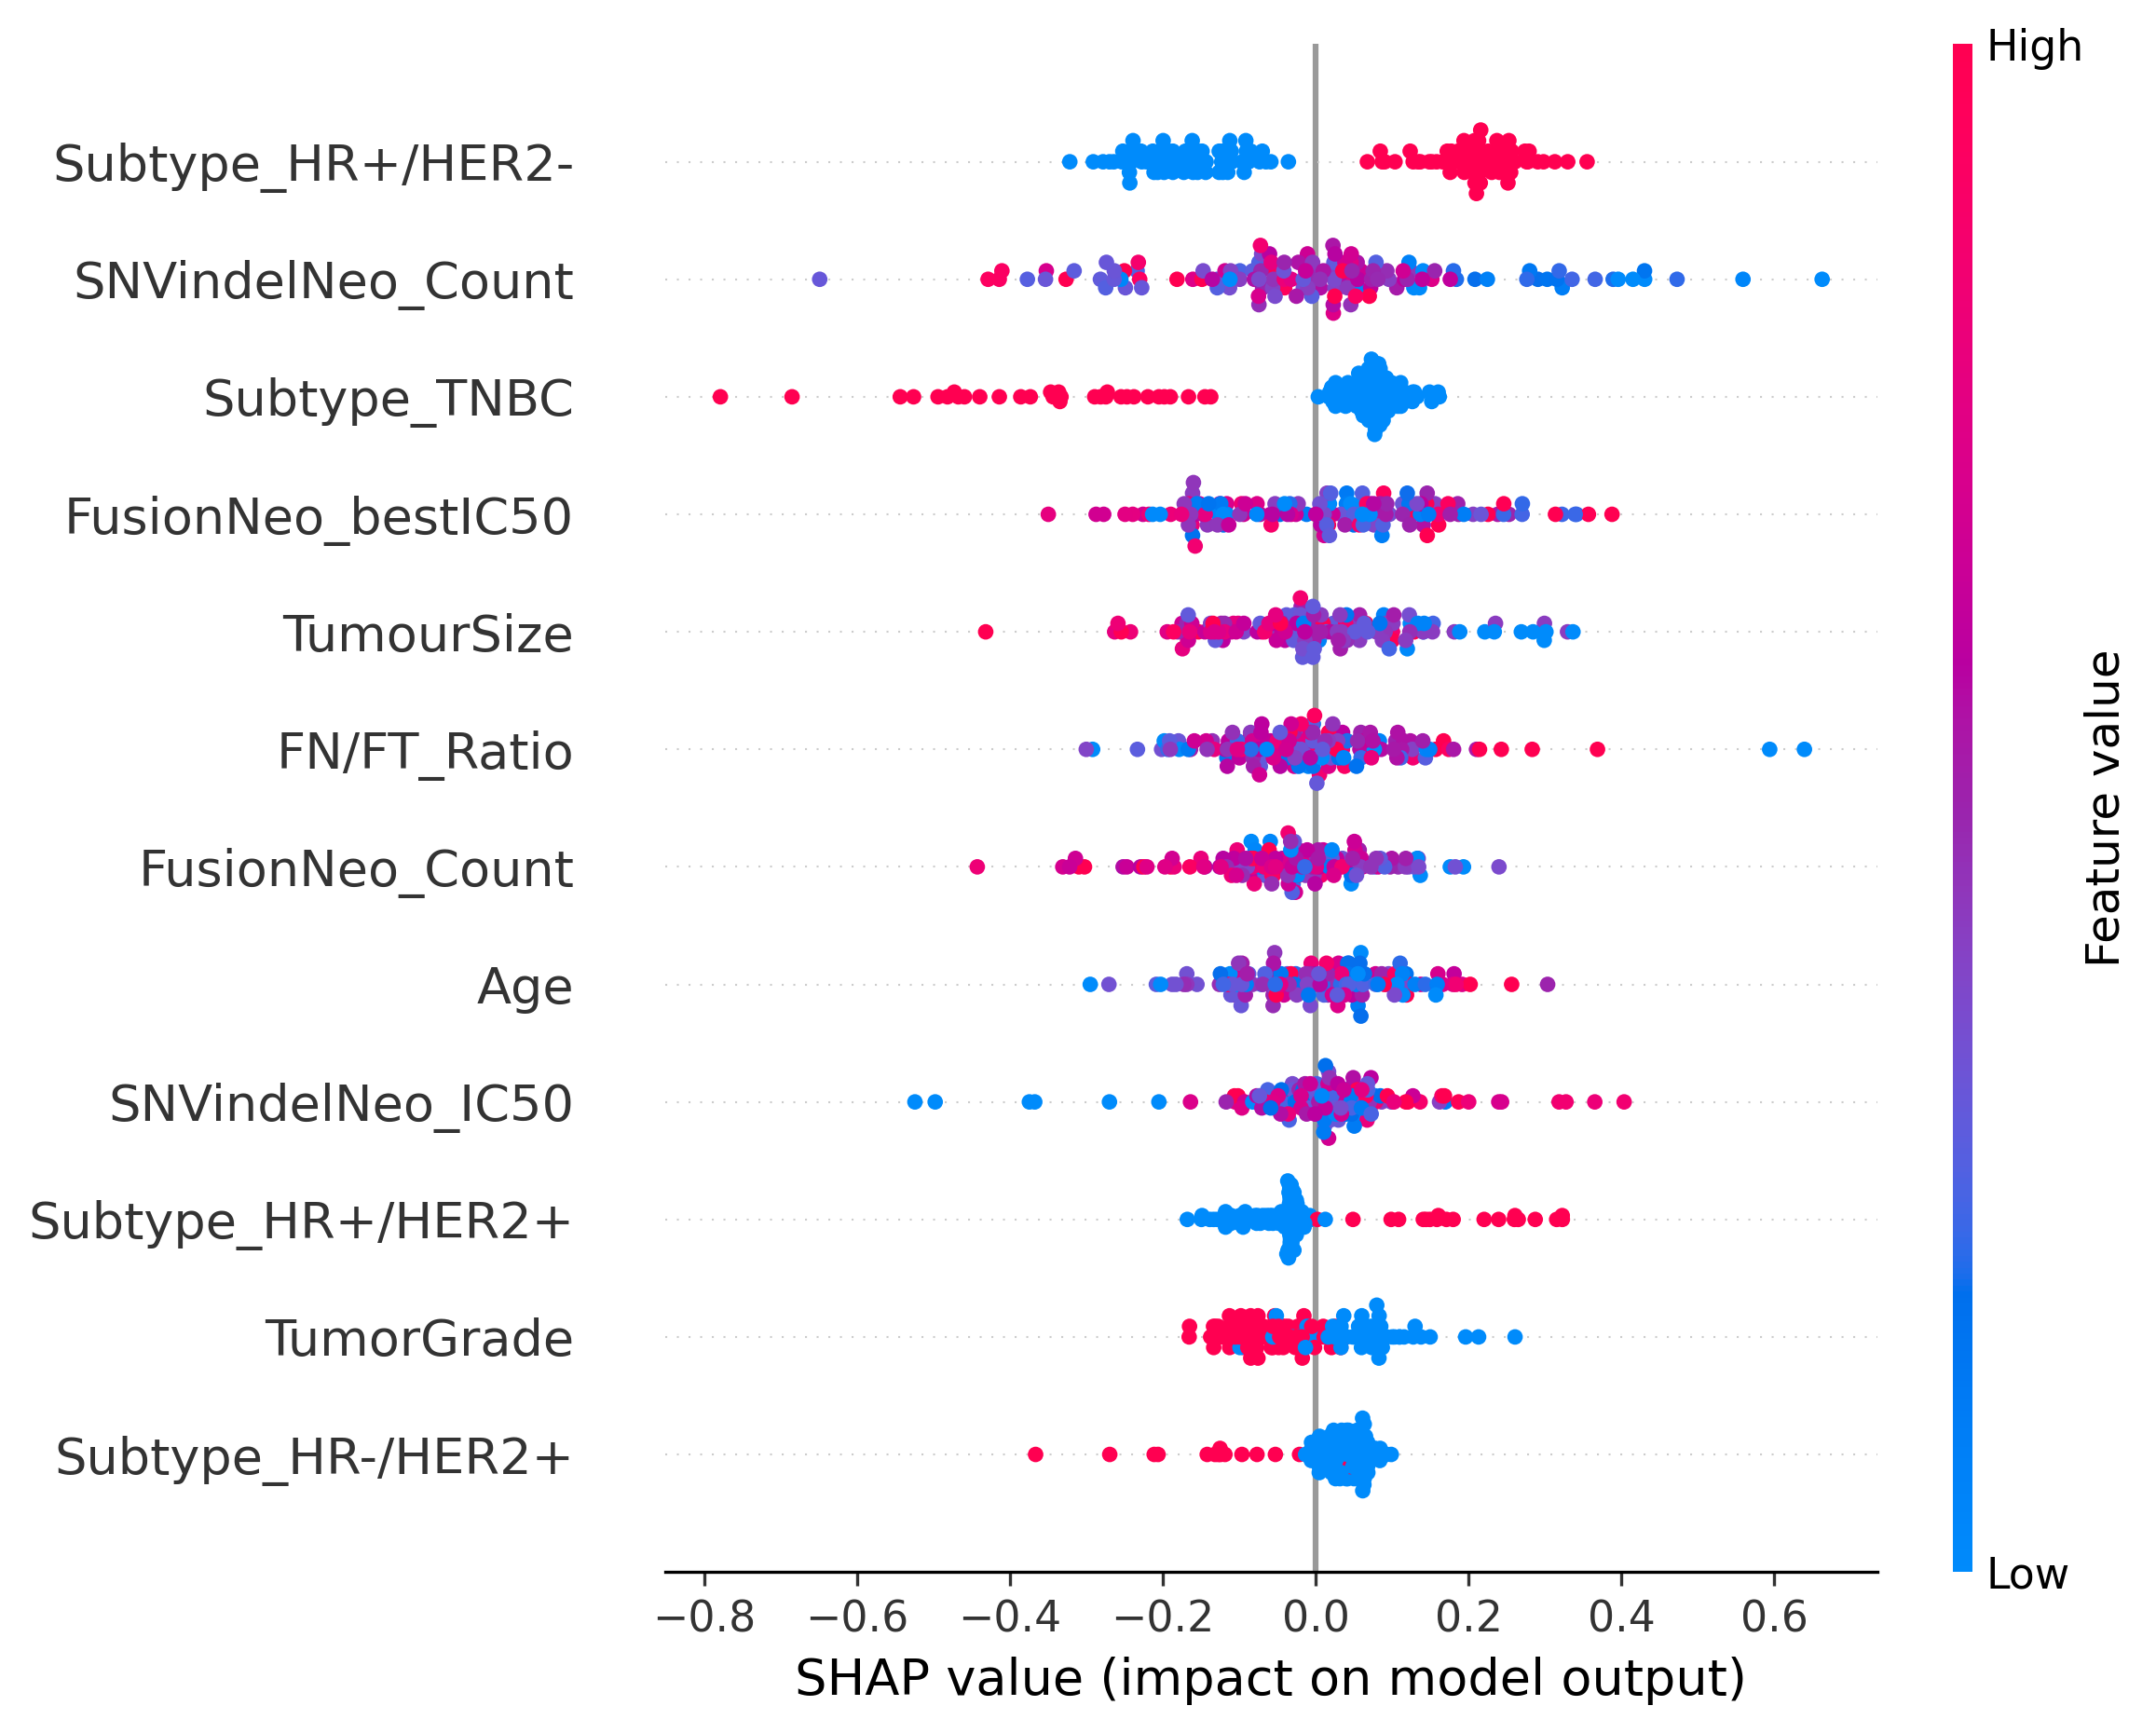 High
Subtype_HR+/HER2-
SNVindelNeo_Count
Subtype_TNBC
FusionNeo_bestIC50
TumourSize
FN/FT_Ratio
FusionNeo_Count
Age
SNVindelNeo_IC50
Subtype_HR+/HER2+
TumorGrade
Subtype_HR-/HER2+
Feature value
Low
−0.8 −0.6 −0.4 −0.2 0.0 0.2 0.4 0.6
SHAP value (impact on model output)